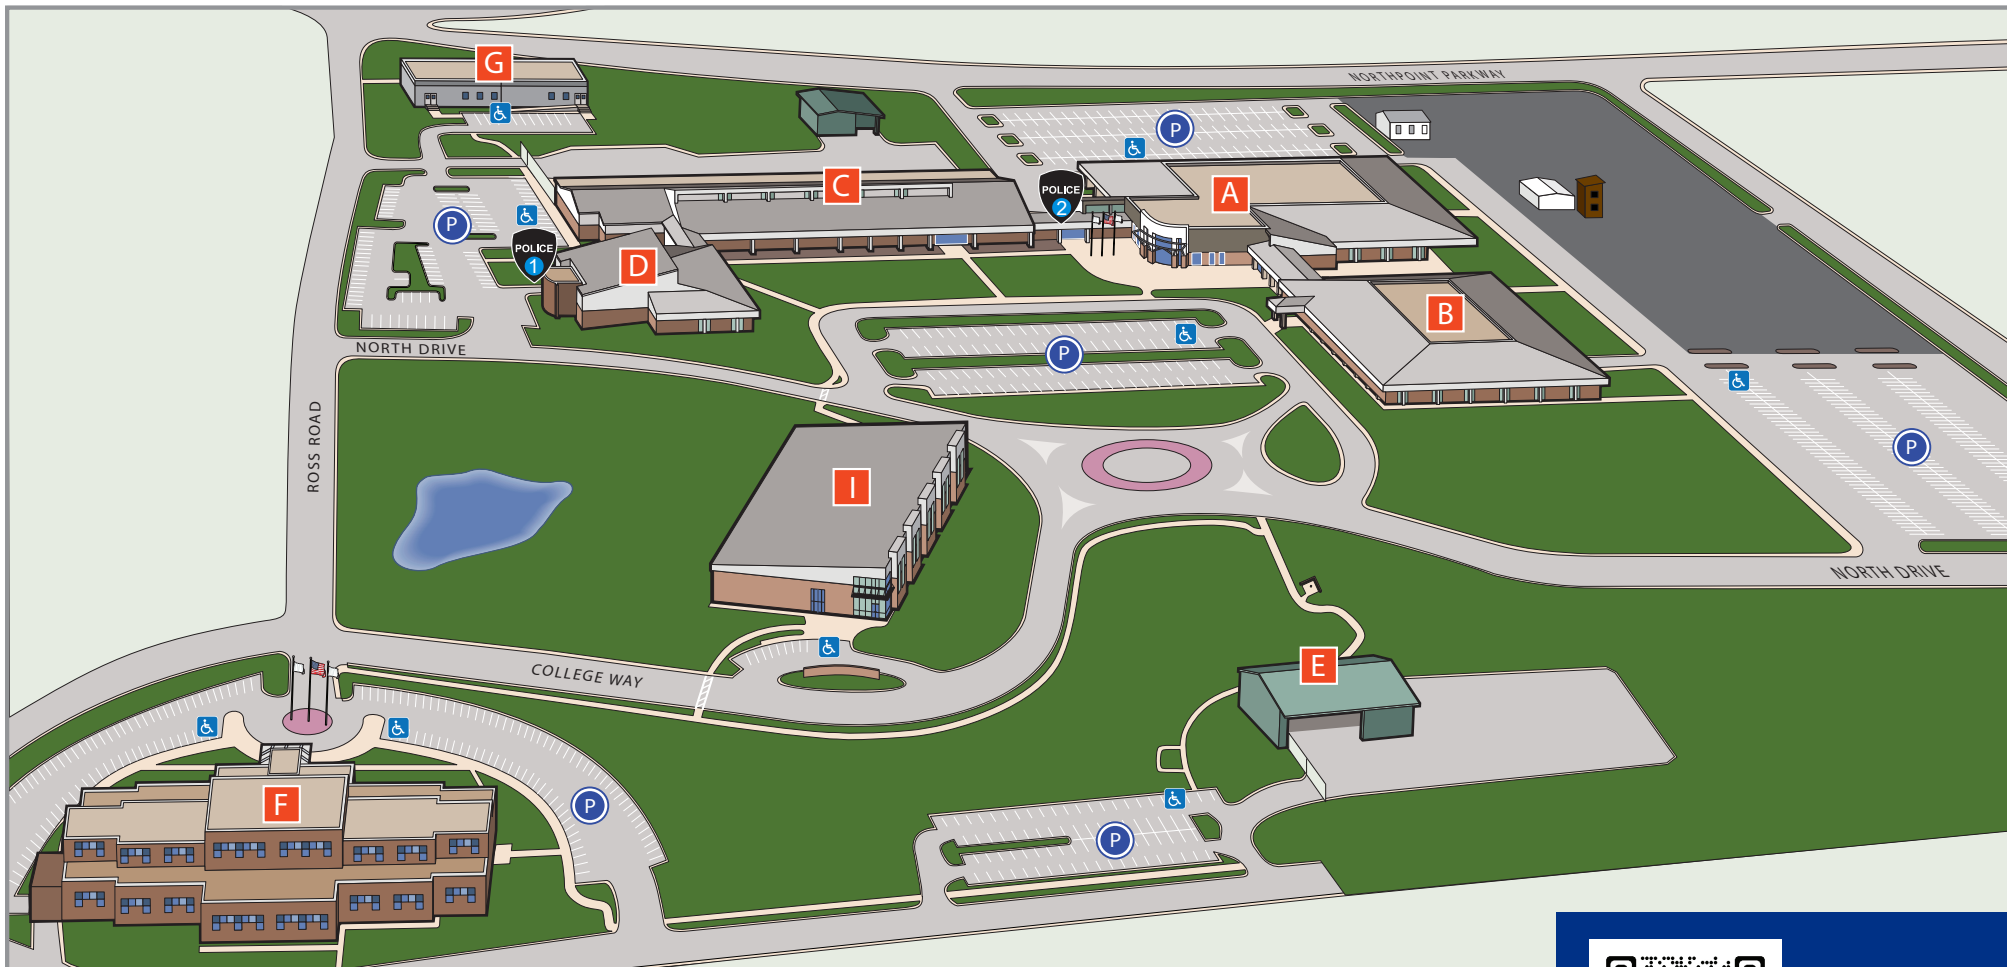 G
NORTHPOINT PARKWAY
P
C
POLICE
2
A
P
POLICE
1
D
B
P
NORTH DRIVE
ROSS ROAD
I
P
NORTH DRIVE
COLLEGE WAY
E
F
P
P